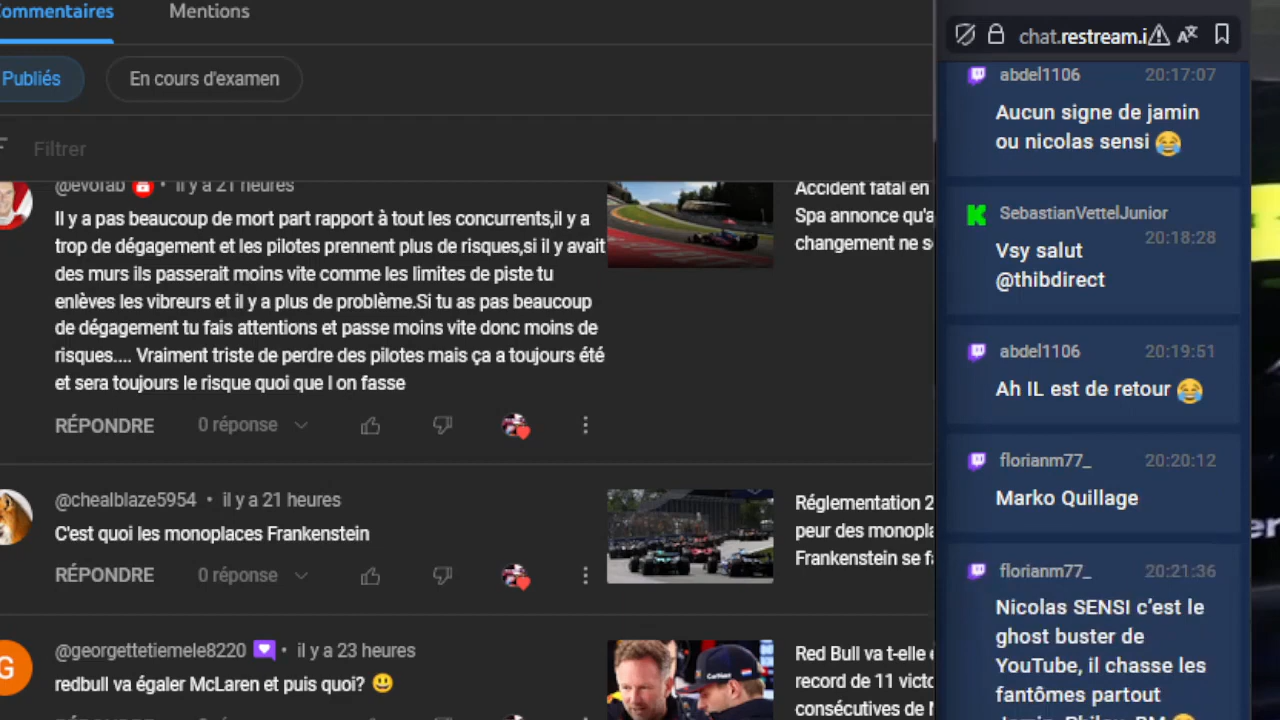 ommentaires
Mentions
Publiés
En cours d'examen
Filtrer
@evofab • il y a 21 heures
Il y a pas beaucoup de mort part rapport à tout les concurrents,il y a
trop de dégagement et les pilotes prennent plus de risques,si il y avait
des murs ils passerait moins vite comme les limites de piste tu
enlèves les vibreurs et il y a plus de problème.Si tu as pas beaucoup
de dégagement tu fais attentions et passe moins vite donc moins de
risques.... Vraiment triste de perdre des pilotes mais ça a toujours été
et sera toujours le risque quoi que l on fasse
RÉPONDRE
0 réponse
Accident fatal en
Spa annonce qu'a
changement ne s
@chealblaze5954 • il y a 21 heures
C'est quoi les monoplaces Frankenstein
RÉPONDRE
0 réponse
Réglementation 2
peur des monopla
Frankenstein se f
G
@georgettetiemele8220 • il y a 23 heures
redbull va égaler McLaren et puis quoi? 😃
Red Bull va t-elle
record de 11 victo
consécutives de
chat.restream.i
abdel1106 20:17:07
Aucun signe de jamin
ou nicolas sensi 😂
SebastianVettelJunior
20:18:28
Vsy salut
@thibdirect
abdel1106 20:19:51
Ah IL est de retour 😂
florianm77_ 20:20:12
Marko Quillage
florianm77_ 20:21:36
Nicolas SENSI c'est le
ghost buster de
YouTube, il chasse les
fantômes partout